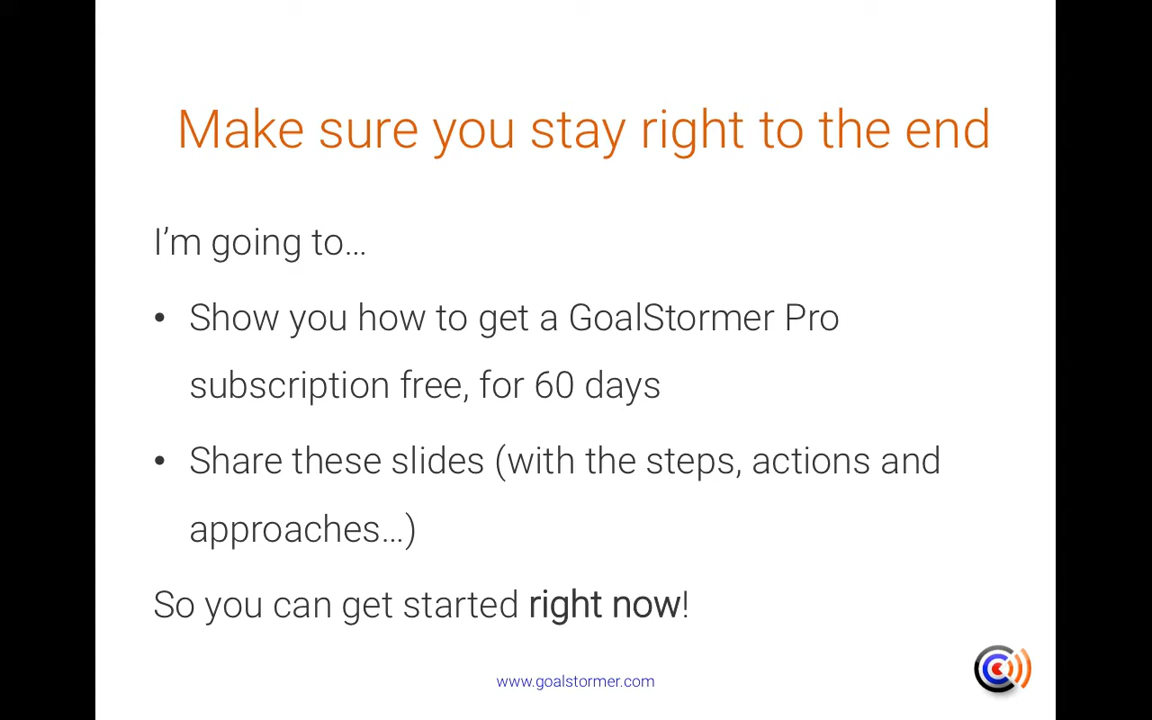 Make sure you stay right to the end
I'm going to…
• Show you how to get a GoalStormer Pro
subscription free, for 60 days
• Share these slides (with the steps, actions and
approaches…)
So you can get started right now!
www.goalstormer.com